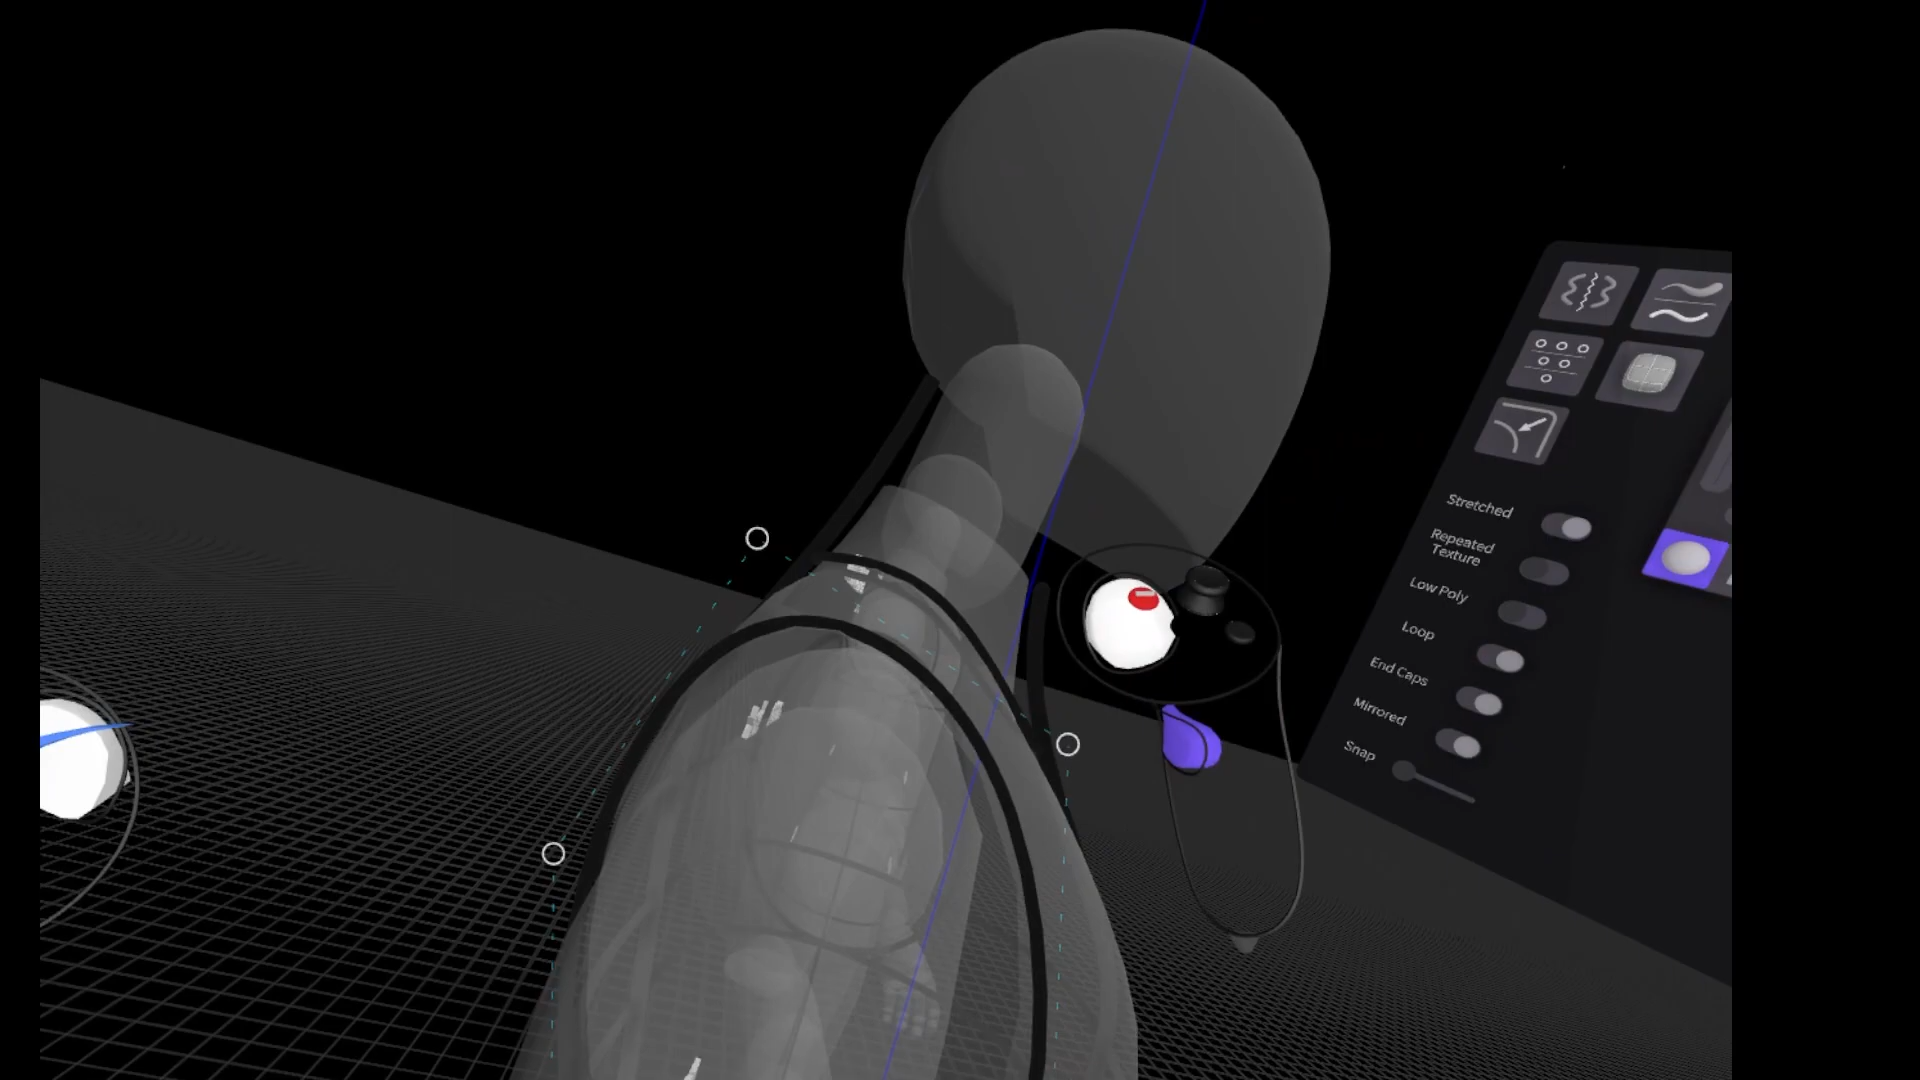 Stretched
Repeated
Texture
Low Poly
Loop
End Caps
Mirrored
Snap